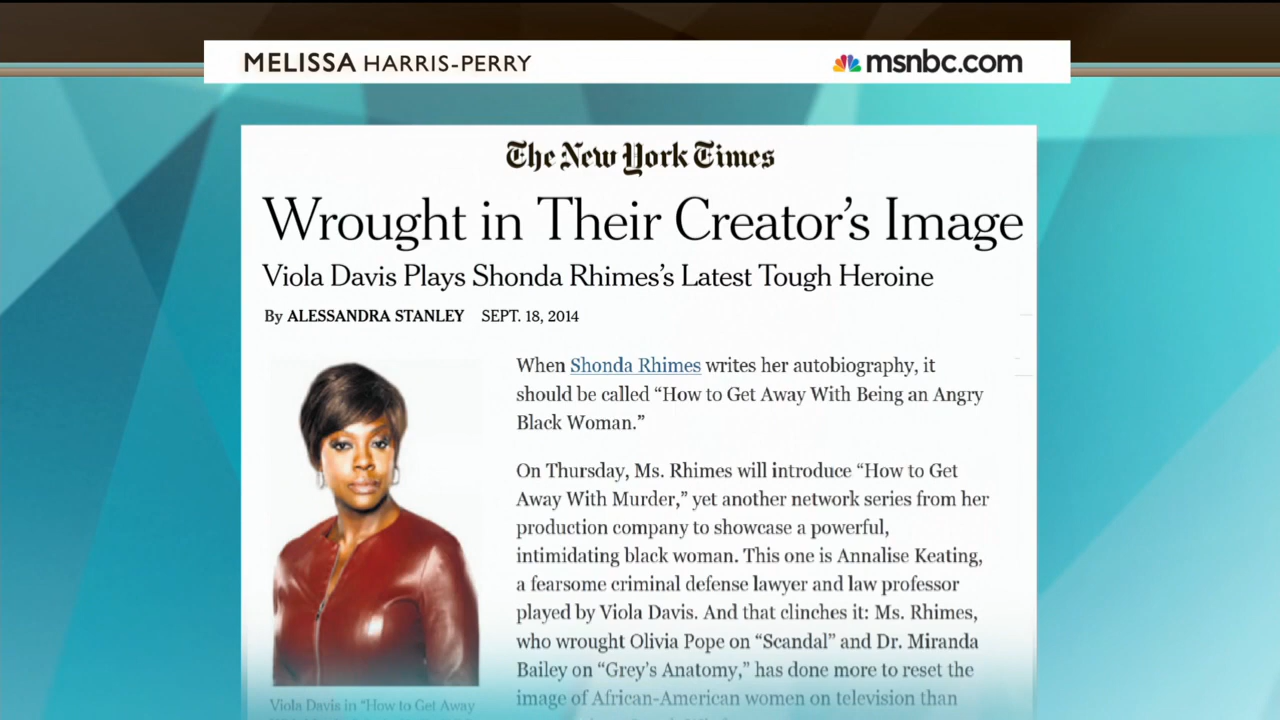 MELISSA HARRIS-PERRY
msnbc.com
The New York Times
Wrought in Their Creator's Image
Viola Davis Plays Shonda Rhimes's Latest Tough Heroine
By ALESSANDRA STANLEY SEPT. 18, 2014
When Shonda Rhimes writes her autobiography, it
should be called “How to Get Away With Being an Angry
Black Woman.”
On Thursday, Ms. Rhimes will introduce “How to Get
Away With Murder,” yet another network series from her
production company to showcase a powerful,
intimidating black woman. This one is Annalise Keating,
a fearsome criminal defense lawyer and law professor
played by Viola Davis. And that clinches it: Ms. Rhimes,
who wrought Olivia Pope on “Scandal” and Dr. Miranda
Bailey on “Grey’s Anatomy,” has done more to reset the
image of African-American women on television than
Viola Davis in “How to Get Away